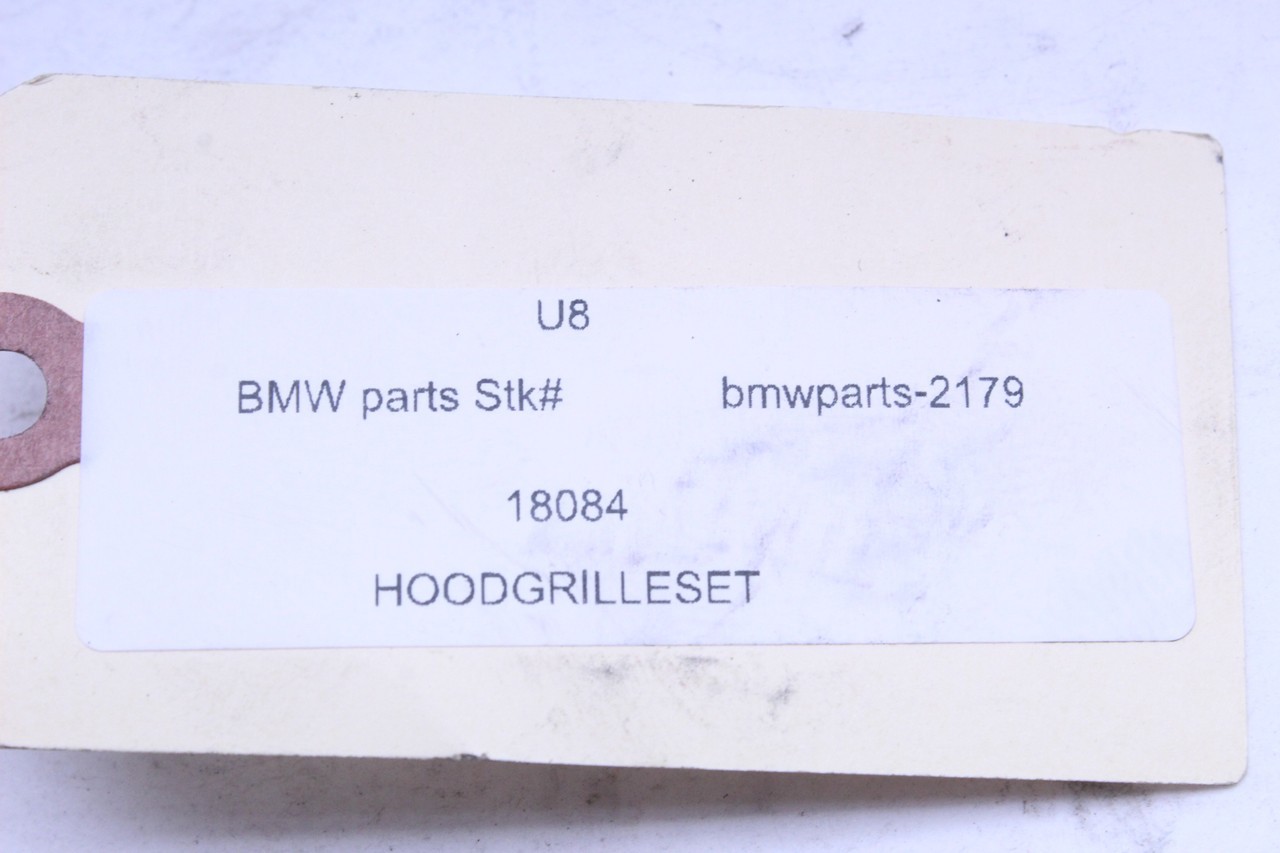 U8
BMW parts Stk# bmwparts-2179
18084
HOODGRILLESET